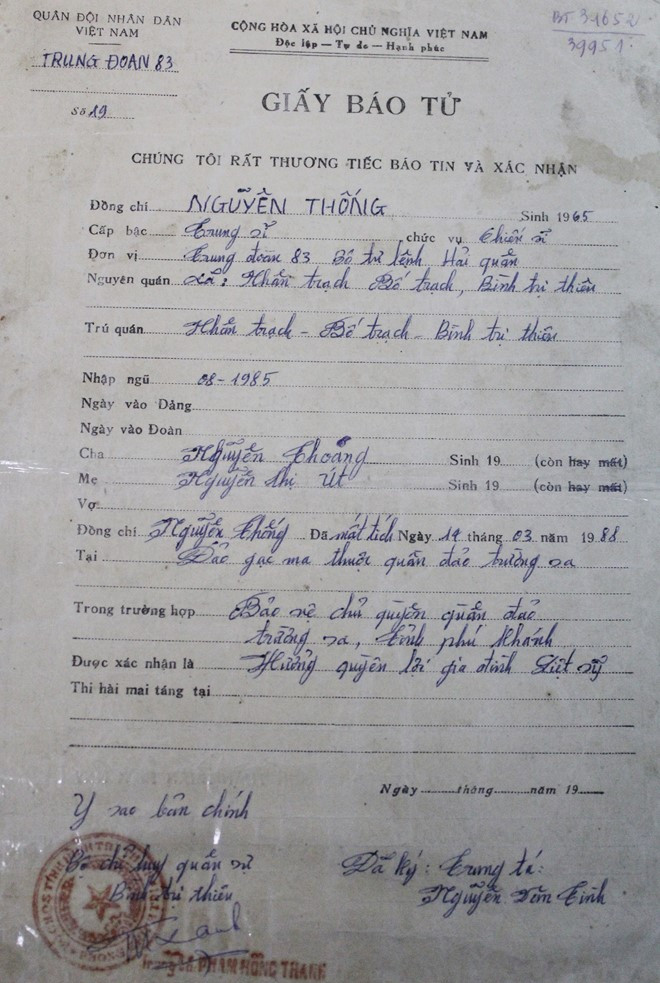 QUÂN ĐỘI NHÂN DÂN
VIỆT NAM
TRUNG ĐOÀN 83
Số 19
CỘNG HÒA XÃ HỘI CHỦ NGHĨA VIỆT NAM
Độc lập — Tự do — Hạnh phúc
BT 31652
39951
GIẤY BÁO TỬ
CHÚNG TÔI RẤT THƯƠNG TIẾC BÁO TIN VÀ XÁC NHẬN
Đồng chí NGUYỄN THỐNG Sinh 1965
Cấp bậc Trung sĩ chức vụ Chiến sĩ
Đơn vị Trung đoàn 83 Bộ tư lệnh Hải quân
Nguyên quán Xã: Nhân trạch Bố trạch, Bình trị thiên
Trú quán Nhân trạch - Bố trạch - Bình trị thiên
Nhập ngũ 08-1985
Ngày vào Đảng
Ngày vào Đoàn
Cha Nguyễn Thoảng Sinh 19 (còn hay mất)
Mẹ Nguyễn thị út Sinh 19 (còn hay mất)
Vợ
Đồng chí Nguyễn Thống Đã mất tích Ngày 14 tháng 03 năm 1988
Tại Đảo gạc ma thuộc quần đảo trường sa
Trong trường hợp Bảo vệ chủ quyền quần đảo
trường sa, tỉnh phú khánh
Được xác nhận là Hưởng quyền lợi gia đình liệt sỹ
Thi hài mai táng tại
Ngày tháng năm 19
Y sao bản chính
Bộ chỉ huy quân sự
Bình trị thiên
Đã ký: Trung tá:
Nguyễn Văn Tình
PHẠM HỒNG THANH